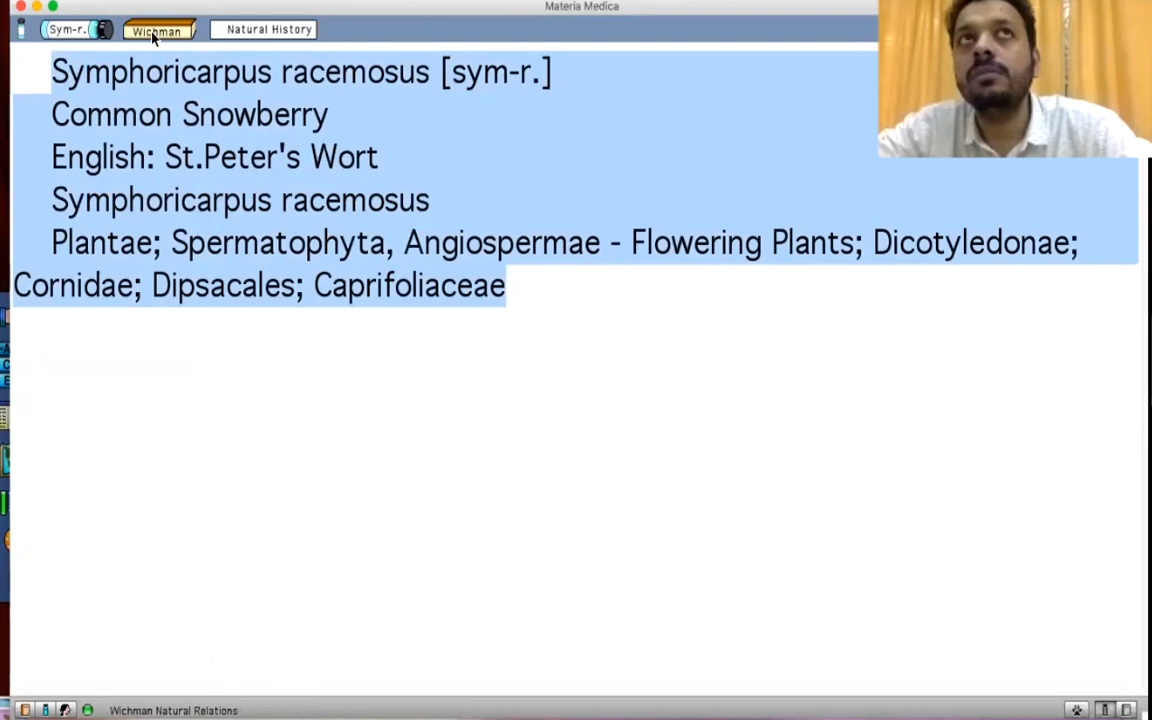 Materia Medica
Sym-r. Wichman Natural History
Symphoricarpus racemosus [sym-r.]
Common Snowberry
English: St.Peter's Wort
Symphoricarpus racemosus
Plantae; Spermatophyta, Angiospermae - Flowering Plants; Dicotyledonae;
Cornidae; Dipsacales; Caprifoliaceae
Wichman Natural Relations